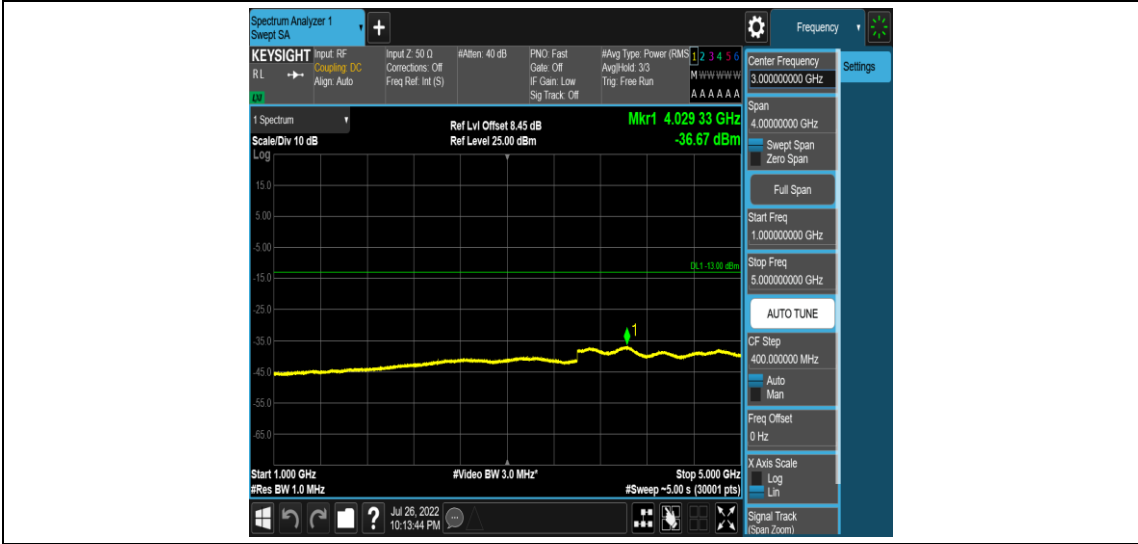 Spectrum Analyzer 1
Swept SA
+
Frequency
KEYSIGHT
RL
LXI
Input: RF
Coupling: DC
Align: Auto
Input Z: 50 Ω
Corrections: Off
Freq Ref: Int (S)
#Atten: 40 dB
PNO: Fast
Gate: Off
IF Gain: Low
Sig Track: Off
#Avg Type: Power (RMS
Avg|Hold: 3/3
Trig: Free Run
1 2 3 4 5 6
M W W W W W
A A A A A A
1 Spectrum
Scale/Div 10 dB
Log
Ref Lvl Offset 8.45 dB
Ref Level 25.00 dBm
Mkr1 4.029 33 GHz
-36.67 dBm
15.0
5.00
-5.00
DL1 -13.00 dBm
-15.0
-25.0
1
-35.0
-45.0
-55.0
-65.0
Start 1.000 GHz
#Video BW 3.0 MHz*
Stop 5.000 GHz
#Res BW 1.0 MHz
#Sweep ~5.00 s (30001 pts)
?
Jul 26, 2022
10:13:44 PM
Center Frequency
3.000000000 GHz
Settings
Span
4.00000000 GHz
Swept Span
Zero Span
Full Span
Start Freq
1.000000000 GHz
Stop Freq
5.000000000 GHz
AUTO TUNE
CF Step
400.000000 MHz
Auto
Man
Freq Offset
0 Hz
X Axis Scale
Log
Lin
Signal Track
(Span Zoom)